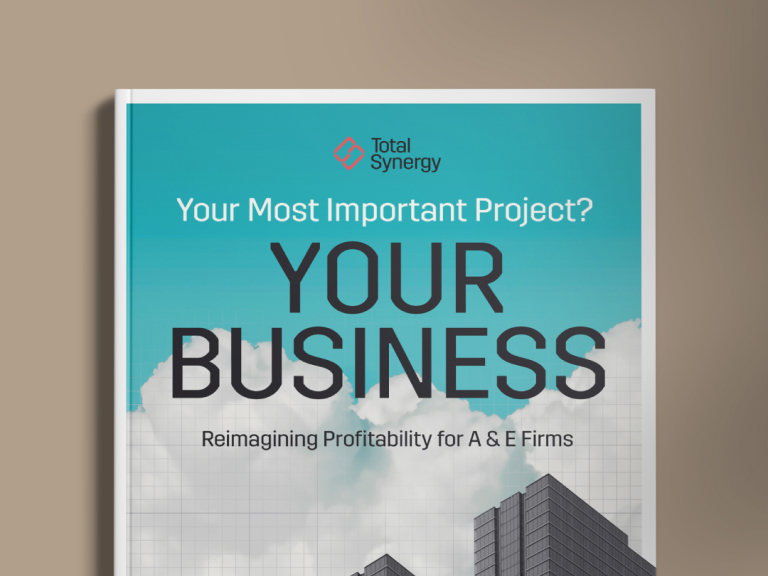 Total
Synergy
Your Most Important Project?
YOUR
BUSINESS
Reimagining Profitability for A & E Firms